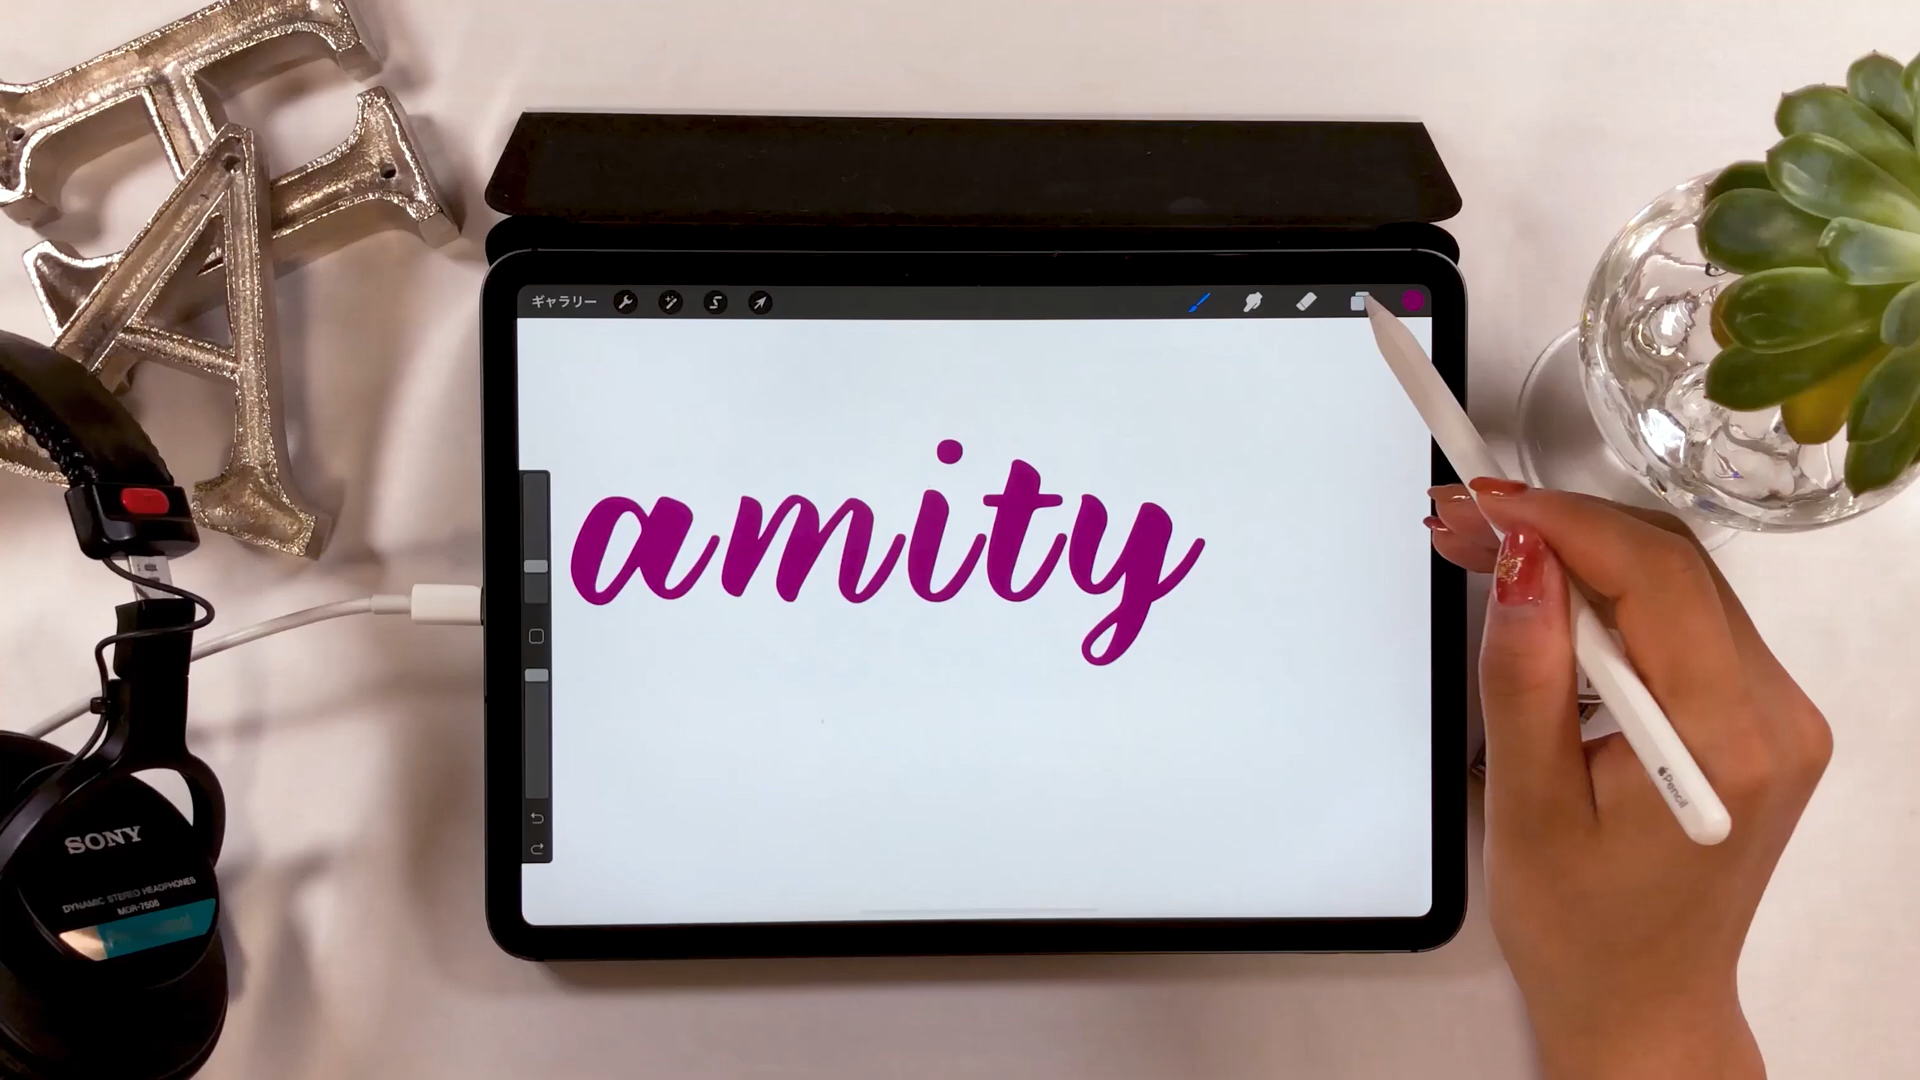 ギャラリー
amity
SONY
DYNAMIC STEREO HEADPHONES
MDR-7506
Pencil